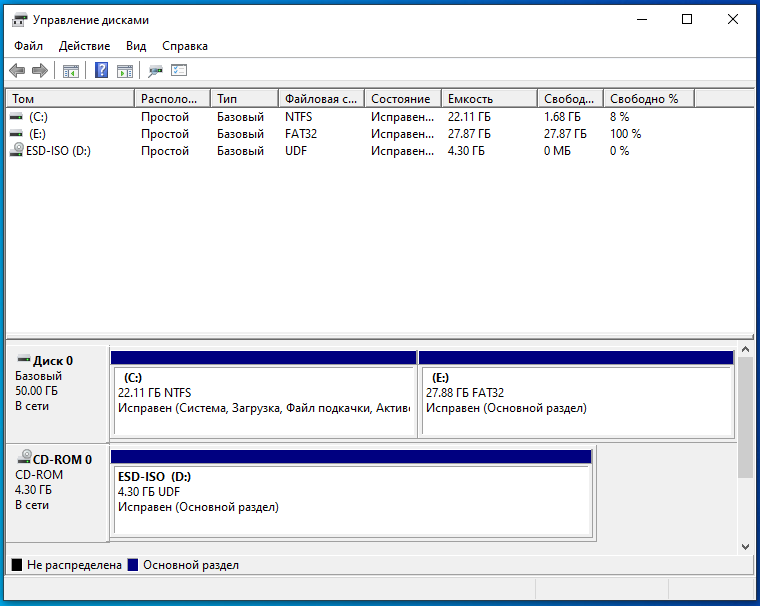 Управление дисками
Файл Действие Вид Справка
Том Располо... Тип Файловая с... Состояние Емкость Свобод... Свободно %
(C:) Простой Базовый NTFS Исправен... 22.11 ГБ 1.68 ГБ 8 %
(E:) Простой Базовый FAT32 Исправен... 27.87 ГБ 27.87 ГБ 100 %
ESD-ISO (D:) Простой Базовый UDF Исправен... 4.30 ГБ 0 МБ 0 %
Диск 0
Базовый
50.00 ГБ
В сети
(C:)
22.11 ГБ NTFS
Исправен (Система, Загрузка, Файл подкачки, Активе
(E:)
27.88 ГБ FAT32
Исправен (Основной раздел)
CD-ROM 0
CD-ROM
4.30 ГБ
В сети
ESD-ISO (D:)
4.30 ГБ UDF
Исправен (Основной раздел)
Не распределена Основной раздел